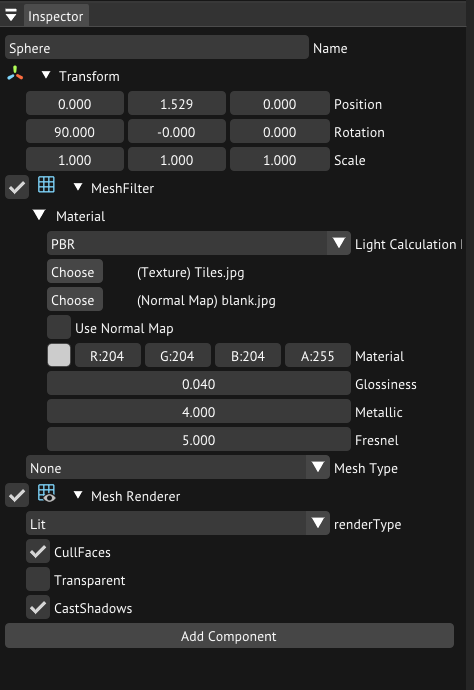 Inspector
Sphere Name
Transform
0.000 1.529 0.000 Position
90.000 -0.000 0.000 Rotation
1.000 1.000 1.000 Scale
MeshFilter
Material
PBR Light Calculation
Choose (Texture) Tiles.jpg
Choose (Normal Map) blank.jpg
Use Normal Map
R:204 G:204 B:204 A:255 Material
0.040 Glossiness
4.000 Metallic
5.000 Fresnel
None Mesh Type
Mesh Renderer
Lit renderType
CullFaces
Transparent
CastShadows
Add Component